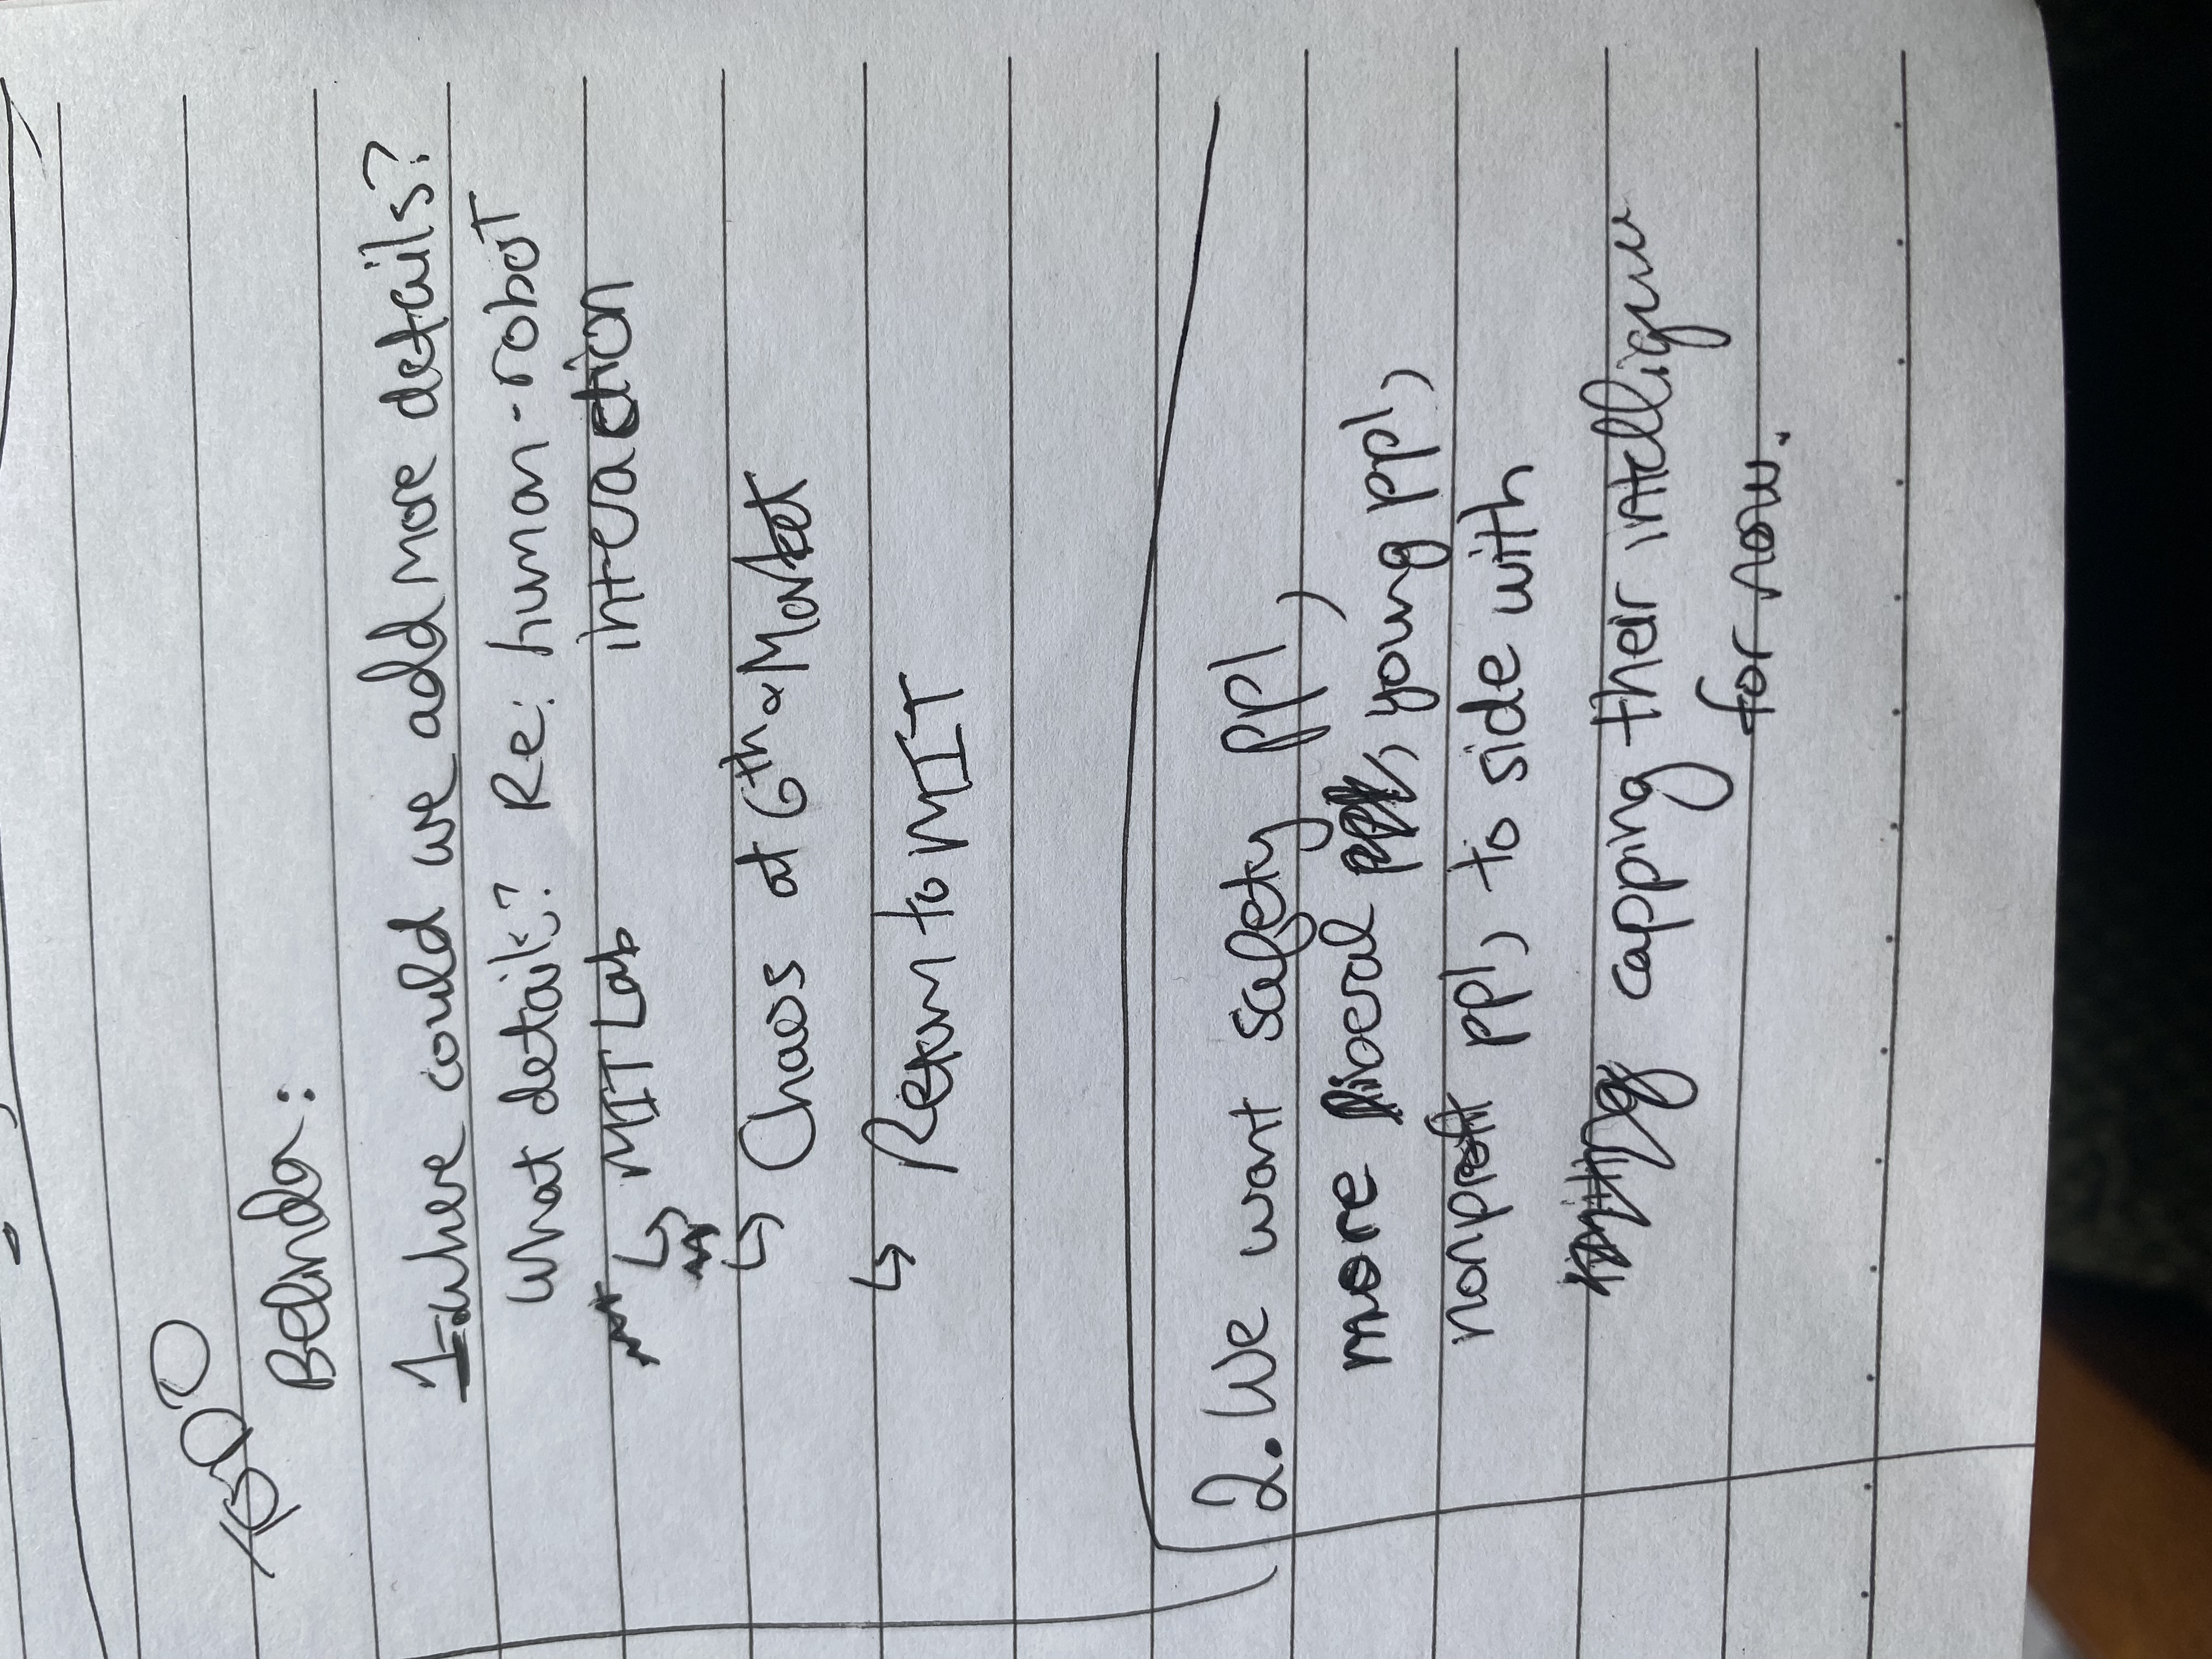 TODO
Belinda:
1. Where could we add more details?
What details? Re: human-robot
interaction
↳ MIT Lab
↳ Chaos at 6th & Market
↳ Return to MIT
2. We want safety ppl,
more liberal ppl, young ppl,
nonprofit ppl, to side with
capping their intelligence
for now.